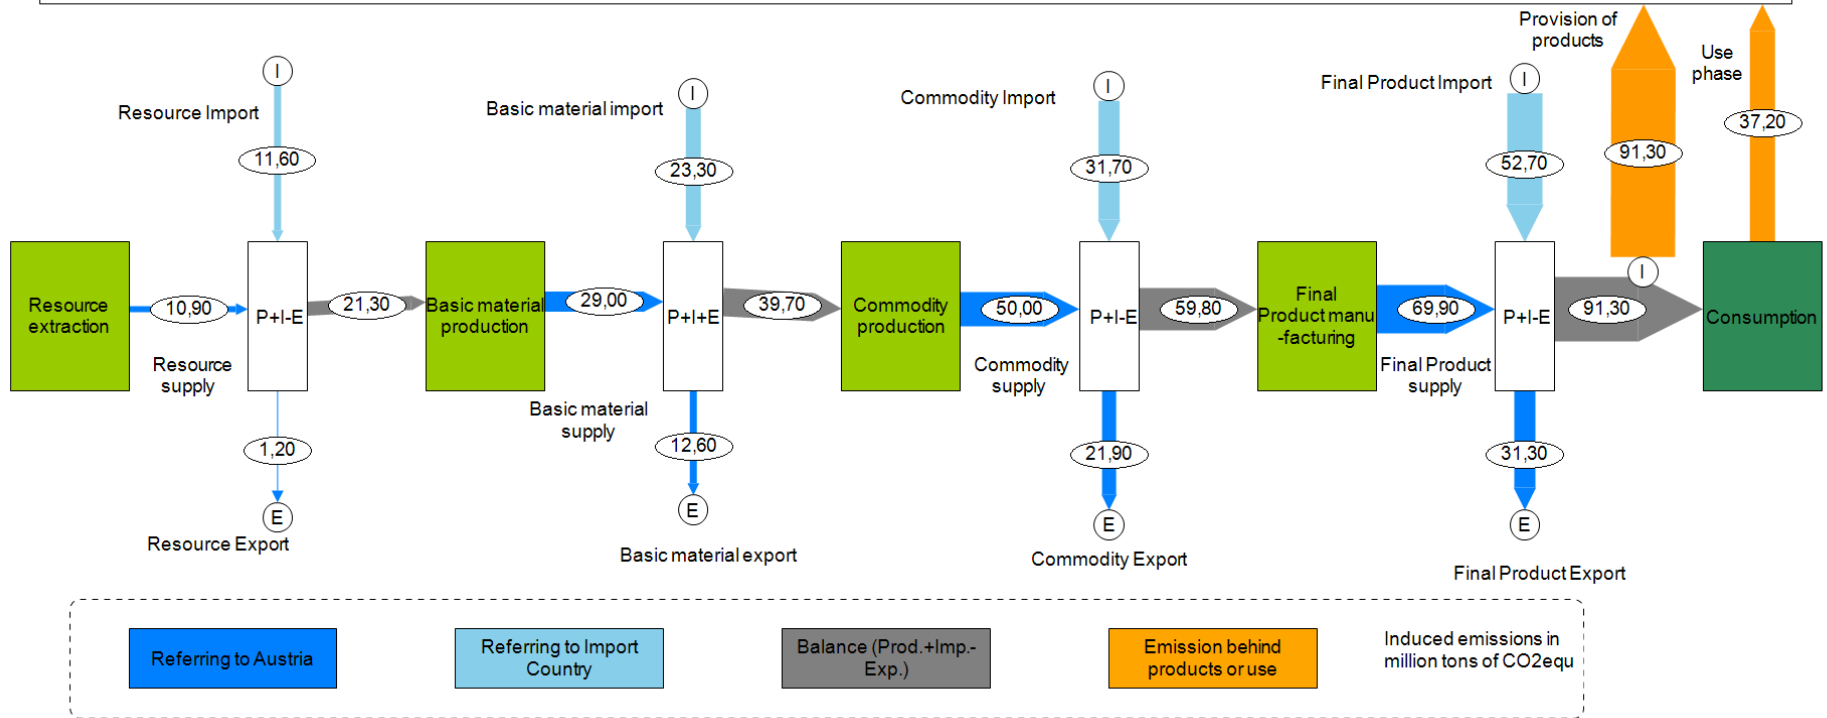 Provision of
products
Use
phase
I
I
I
I
Resource Import
Basic material import
Commodity Import
Final Product Import
11,60
23,30
31,70
52,70
91,30
37,20
Resource
extraction
10,90
P+I-E
21,30
Basic material
production
29,00
P+I+E
39,70
Commodity
production
50,00
P+I-E
59,80
Final
Product manu
-facturing
69,90
P+I-E
91,30
I
Consumption
Resource
supply
Basic material
supply
Commodity
supply
Final Product
supply
1,20
12,60
21,90
31,30
E
E
E
E
Resource Export
Basic material export
Commodity Export
Final Product Export
Referring to Austria
Referring to Import
Country
Balance (Prod.+Imp.-
Exp.)
Emission behind
products or use
Induced emissions in
million tons of CO2equ